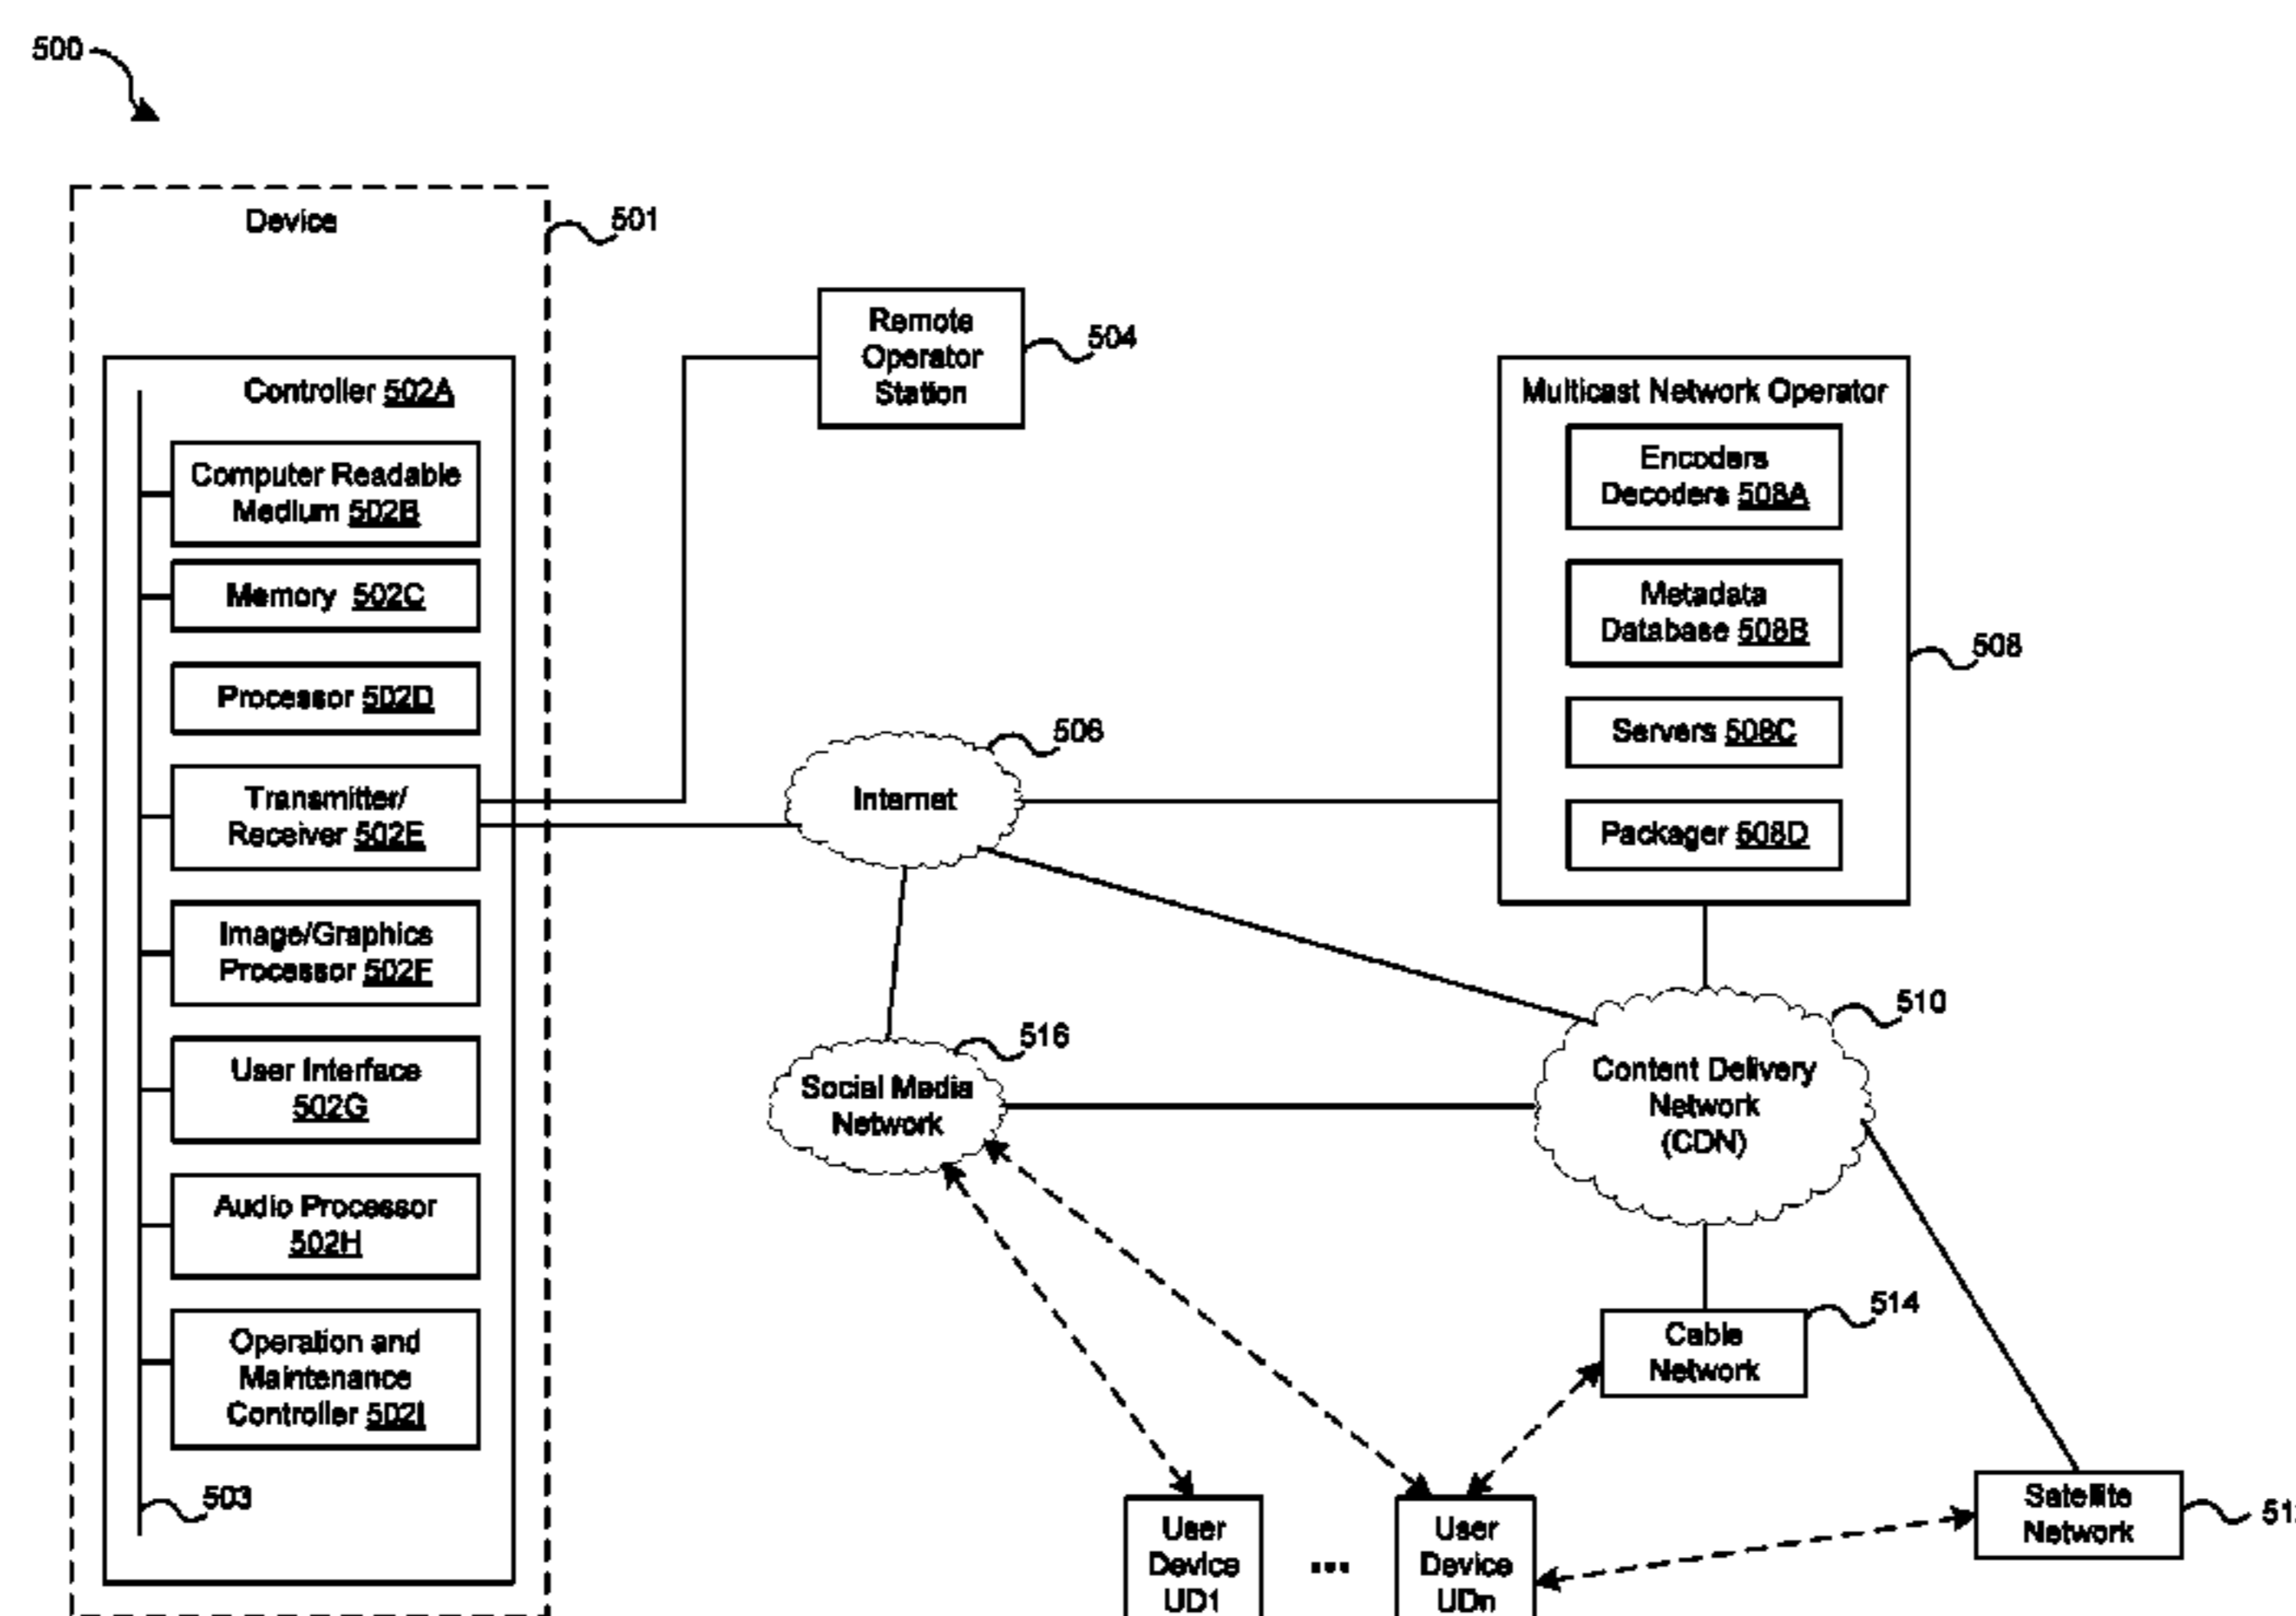 500
Device
501
Controller 502A
Computer Readable
Medium 502B
Memory 502C
Processor 502D
Transmitter/
Receiver 502E
Image/Graphics
Processor 502F
User Interface
502G
Audio Processor
502H
Operation and
Maintenance
Controller 502I
503
Remote
Operator
Station
504
Internet
506
Multicast Network Operator
Encoders
Decoders 508A
Metadata
Database 508B
Servers 508C
Packager 508D
508
Social Media
Network
516
Content Delivery
Network
(CDN)
510
Cable
Network
514
Satellite
Network
User
Device
UD1
...
User
Device
UDn